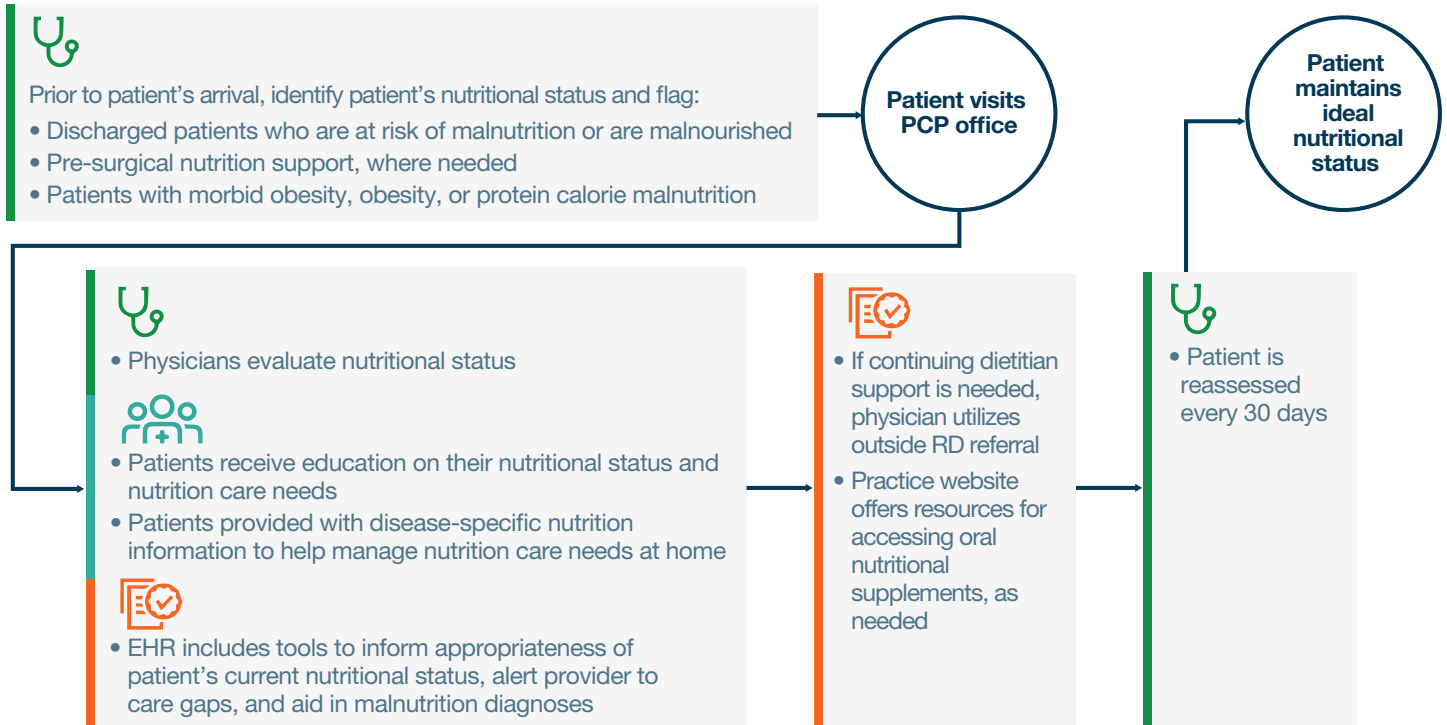 Prior to patient’s arrival, identify patient’s nutritional status and flag:
• Discharged patients who are at risk of malnutrition or are malnourished
• Pre-surgical nutrition support, where needed
• Patients with morbid obesity, obesity, or protein calorie malnutrition
Patient visits
PCP office
Patient
maintains
ideal
nutritional
status
• Physicians evaluate nutritional status
• Patients receive education on their nutritional status and
nutrition care needs
• Patients provided with disease-specific nutrition
information to help manage nutrition care needs at home
• EHR includes tools to inform appropriateness of
patient’s current nutritional status, alert provider to
care gaps, and aid in malnutrition diagnoses
• If continuing dietitian
support is needed,
physician utilizes
outside RD referral
• Practice website
offers resources for
accessing oral
nutritional
supplements, as
needed
• Patient is
reassessed
every 30 days